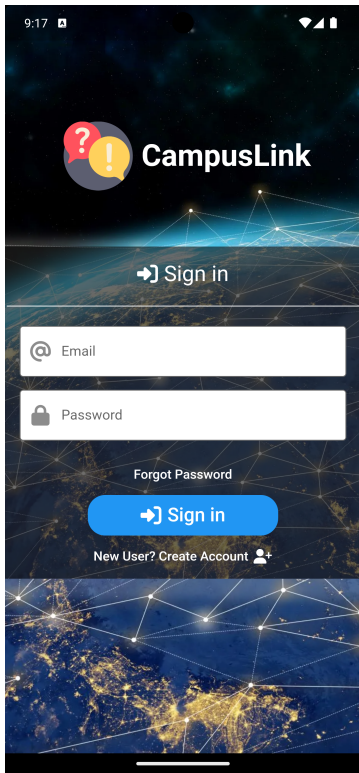 9:17
CampusLink
Sign in
Email
Password
Forgot Password
Sign in
New User? Create Account